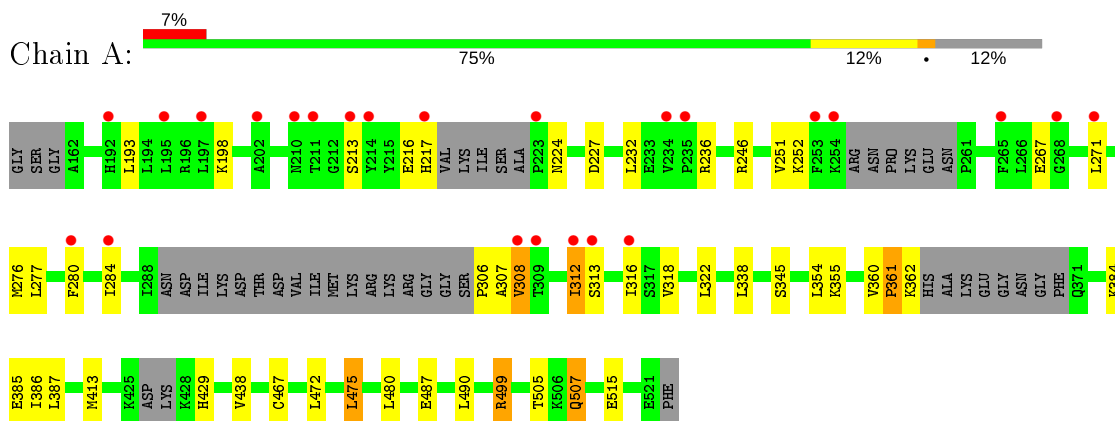 7%
Chain A:
75% 12% • 12%
GLY SER GLY A162 H192 L193 L194 L195 R196 L197 K198 A202 N210 T211 G212 S213 Y214 Y215 E216 H217 VAL LYS ILE SER ALA P223 N224 D227 L232 E233 V234 P235 R236 R246 V251 K252 F253 K254 ARG ASN PRO LYS GLU ASN P261 F265 L266 E267 G268 L271
M276 L277 F280 I284 I288 ASN ASP ILE LYS ASP THR ASP VAL ILE MET LYS ARG LYS ARG GLY GLY SER P306 A307 V308 T309 I312 S313 I316 S317 V318 L322 L338 S345 L354 K355 V360 P361 K362 HIS ALA LYS GLU GLY ASN GLY PHE Q371 K384
E385 I386 L387 M413 K425 ASP LYS K428 H429 V438 C467 L472 L475 L480 E487 L490 R499 T505 K506 Q507 E515 E521 PHE